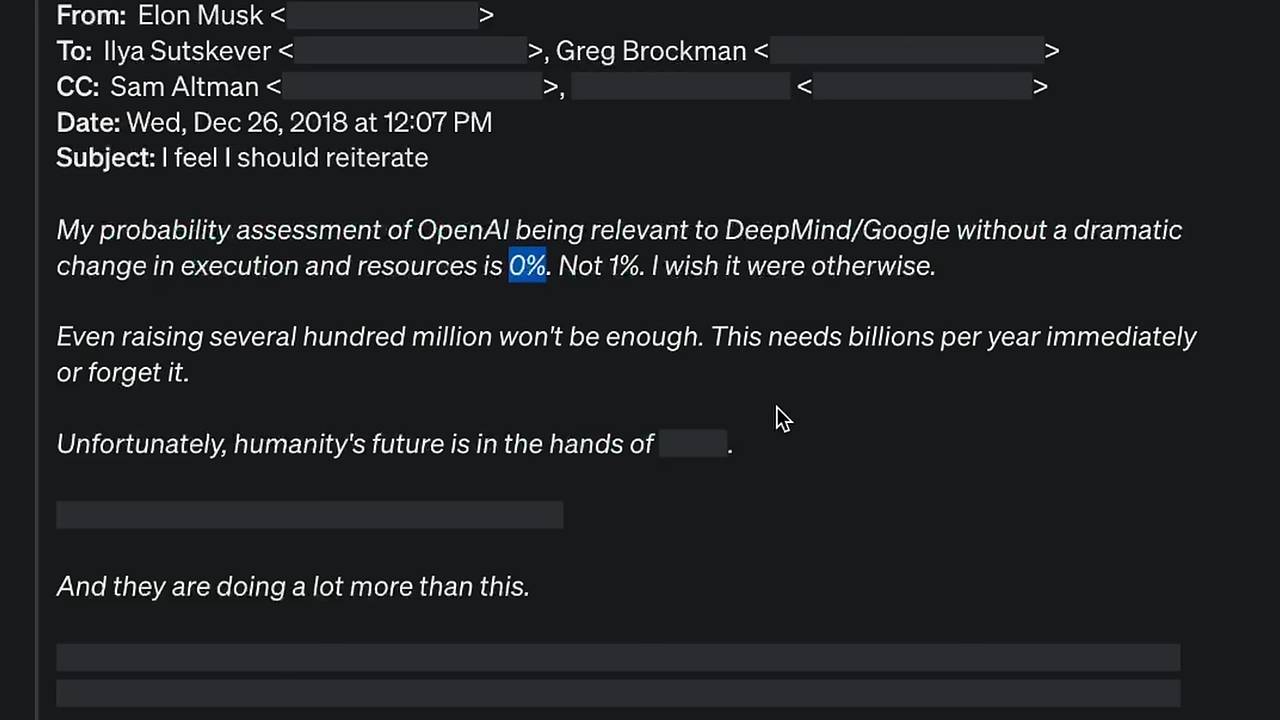 From: Elon Musk < >
To: Ilya Sutskever < >, Greg Brockman < >
CC: Sam Altman < >, < >
Date: Wed, Dec 26, 2018 at 12:07 PM
Subject: I feel I should reiterate
My probability assessment of OpenAI being relevant to DeepMind/Google without a dramatic
change in execution and resources is 0%. Not 1%. I wish it were otherwise.
Even raising several hundred million won't be enough. This needs billions per year immediately
or forget it.
Unfortunately, humanity's future is in the hands of .
And they are doing a lot more than this.